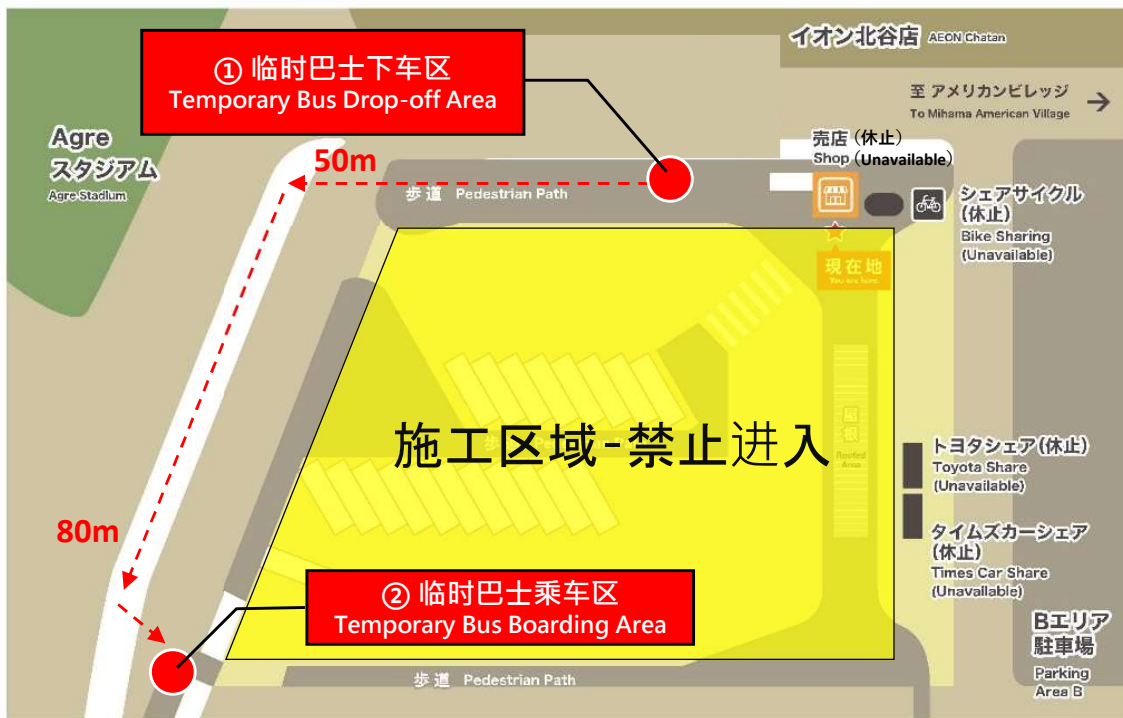 イオン北谷店 AEON Chatan
① 临时巴士下车区
Temporary Bus Drop-off Area
至 アメリカンビレッジ
To Mihama American Village
Agre
スタジアム
Agre Stadium
50m
売店 (休止)
Shop (Unavailable)
歩道 Pedestrian Path
シェアサイクル
(休止)
Bike Sharing
(Unavailable)
現在地
You are here
施工区域-禁止进入
屋根
Roofed
Area
トヨタシェア(休止)
Toyota Share
(Unavailable)
80m
タイムズカーシェア
(休止)
Times Car Share
(Unavailable)
② 临时巴士乘车区
Temporary Bus Boarding Area
Bエリア
駐車場
Parking
Area B
歩道 Pedestrian Path